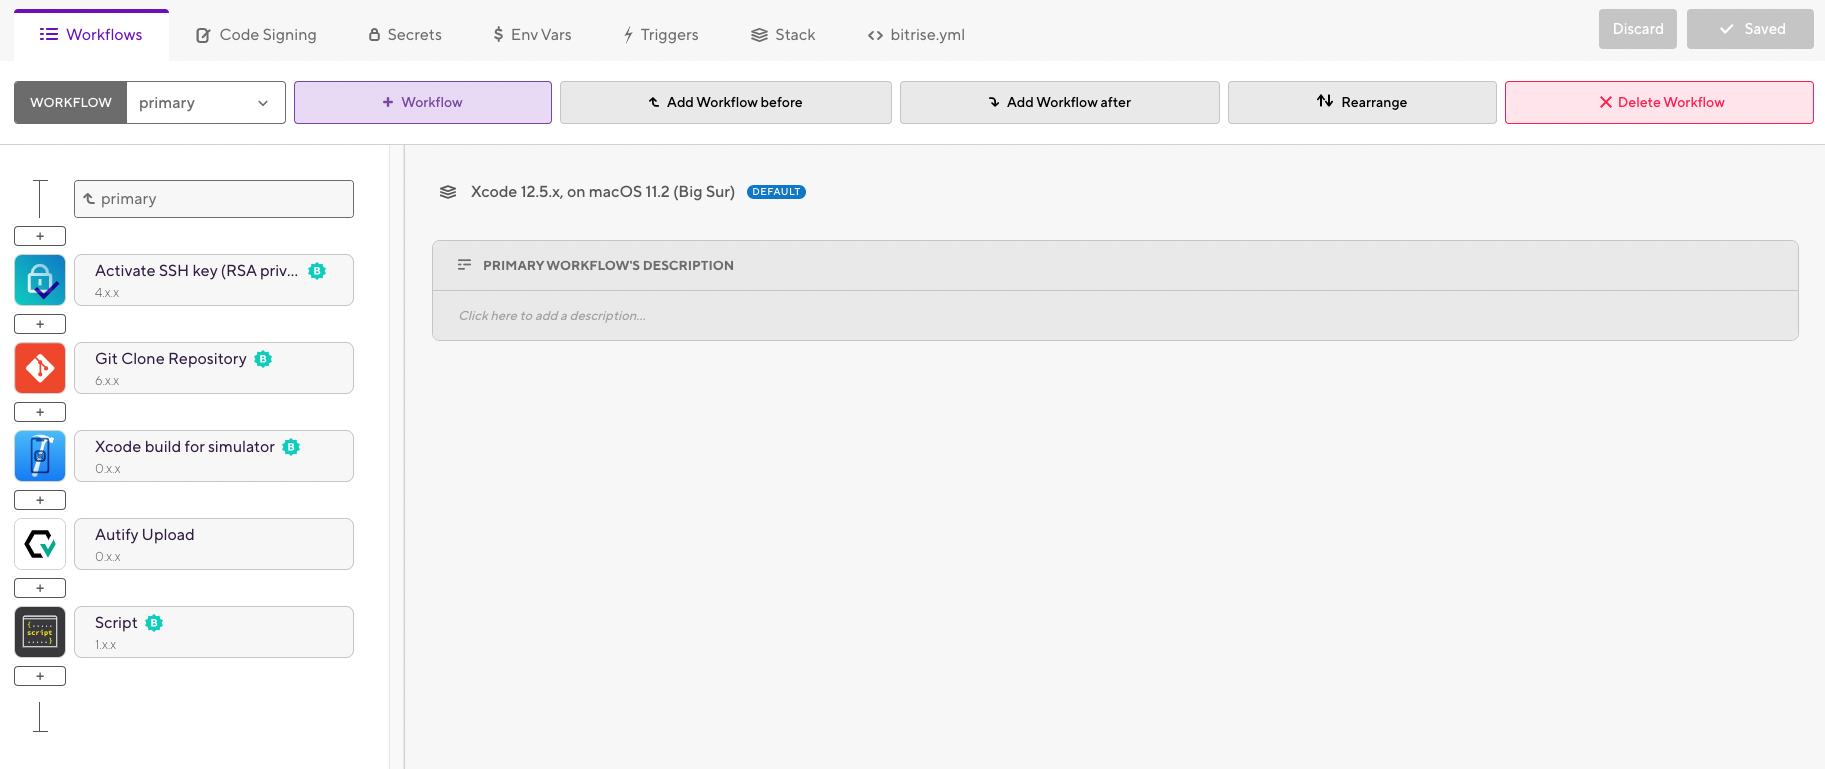 Workflows
Code Signing
Secrets
$ Env Vars
Triggers
Stack
<> bitrise.yml
Discard
Saved
WORKFLOW
primary
+ Workflow
Add Workflow before
Add Workflow after
Rearrange
Delete Workflow
primary
+
Activate SSH key (RSA priv... B
4.x.x
+
Git Clone Repository B
6.x.x
+
Xcode build for simulator B
0.x.x
+
Autify Upload
0.x.x
+
{.....
script
.....}
Script B
1.x.x
+
Xcode 12.5.x, on macOS 11.2 (Big Sur) DEFAULT
PRIMARY WORKFLOW'S DESCRIPTION
Click here to add a description...